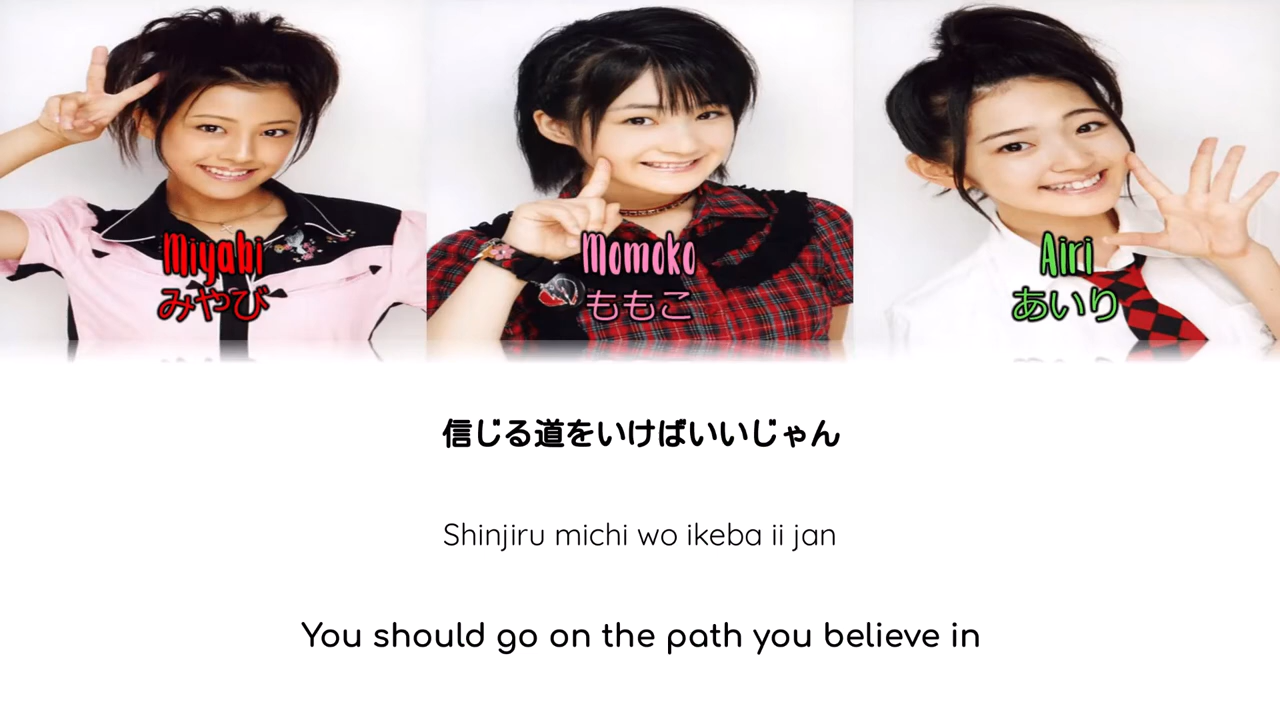 Miyabi
みやび
Momoko
ももこ
Airi
あいり
信じる道をいけばいいじゃん
Shinjiru michi wo ikeba ii jan
You should go on the path you believe in